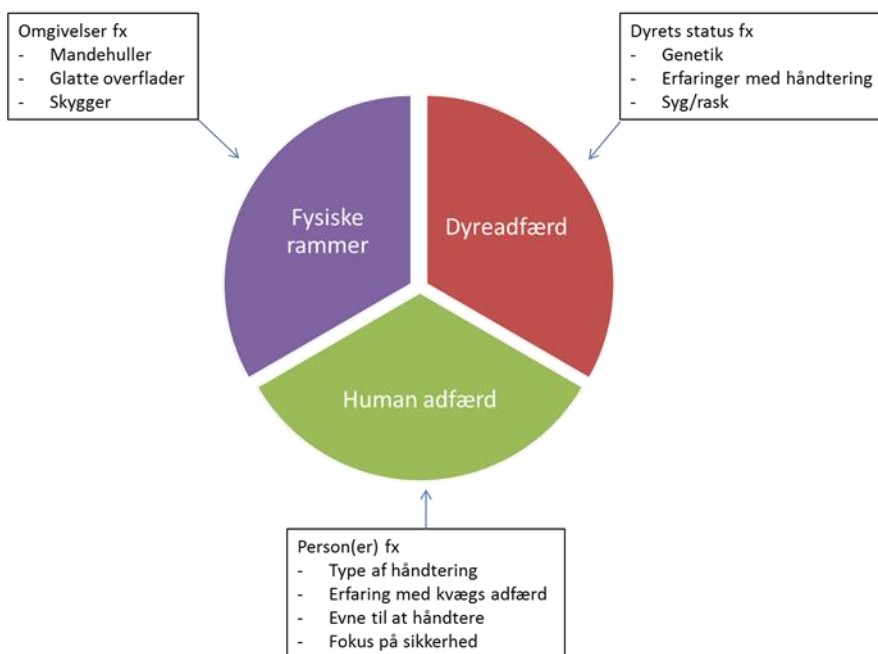 Omgivelser fx
- Mandehuller
- Glatte overflader
- Skygger
Dyrets status fx
- Genetik
- Erfaringer med håndtering
- Syg/rask
Fysiske
rammer
Dyreadfærd
Human adfærd
Person(er) fx
- Type af håndtering
- Erfaring med kvægs adfærd
- Evne til at håndtere
- Fokus på sikkerhed